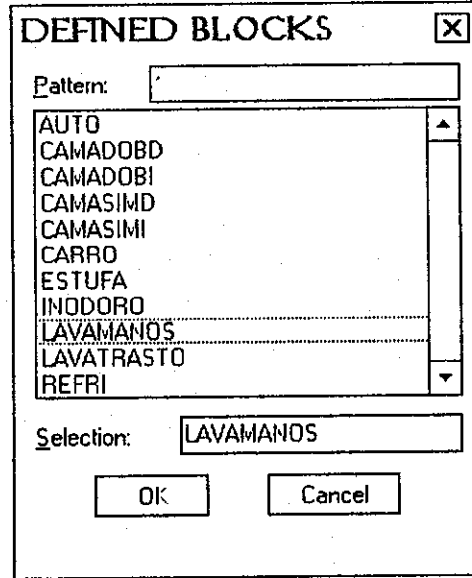 DEFINED BLOCKS
Pattern:
AUTO
CAMADOBD
CAMADOBI
CAMASIMD
CAMASIMI
CARRO
ESTUFA
INODORO
LAVAMANOS
LAVATRASTO
REFRI
Selection: LAVAMANOS
OK Cancel